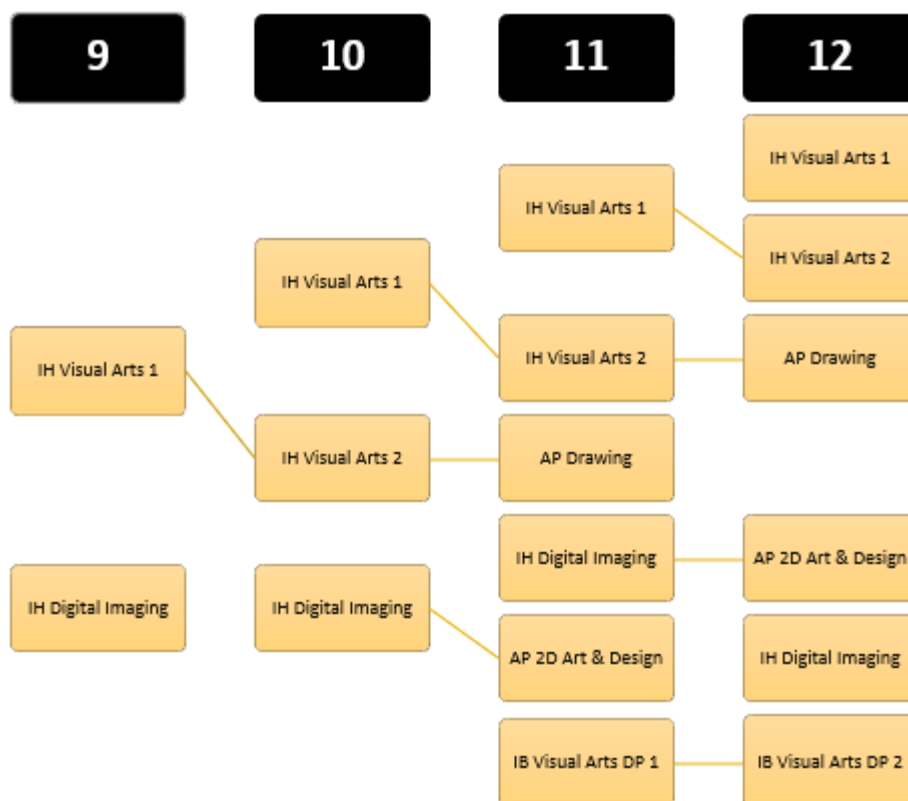 9
10
11
12
IH Visual Arts 1
IH Digital Imaging
IH Visual Arts 1
IH Visual Arts 2
IH Digital Imaging
IH Visual Arts 1
IH Visual Arts 2
AP Drawing
IH Digital Imaging
AP 2D Art & Design
IB Visual Arts DP 1
IH Visual Arts 1
IH Visual Arts 2
AP Drawing
AP 2D Art & Design
IH Digital Imaging
IB Visual Arts DP 2